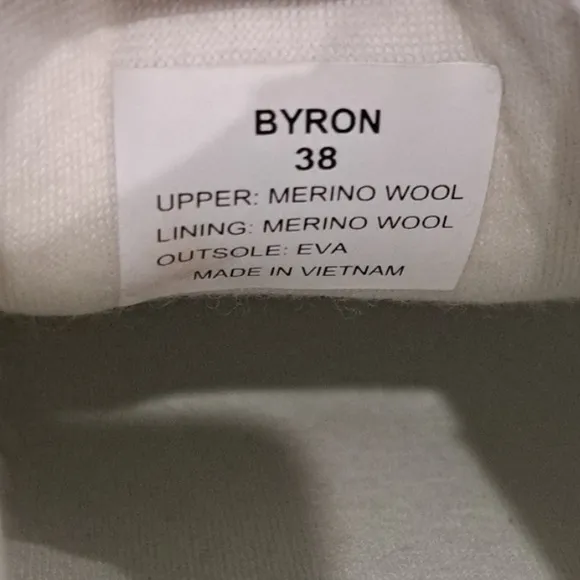 BYRON
38
UPPER: MERINO WOOL
LINING: MERINO WOOL
OUTSOLE: EVA
MADE IN VIETNAM